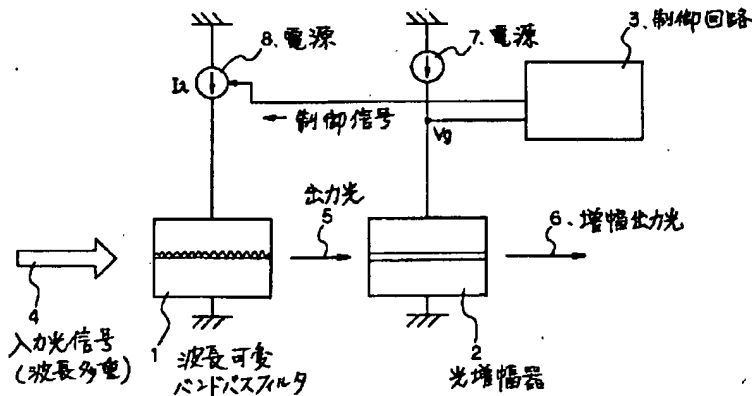 8、電源
7、電源
3、制御回路
Iλ
← 制御信号
Vg
出力光
5
6、増幅出力光
4
入力光信号
(波長多重)
1
波長可変
バンドパスフィルタ
2
光増幅器